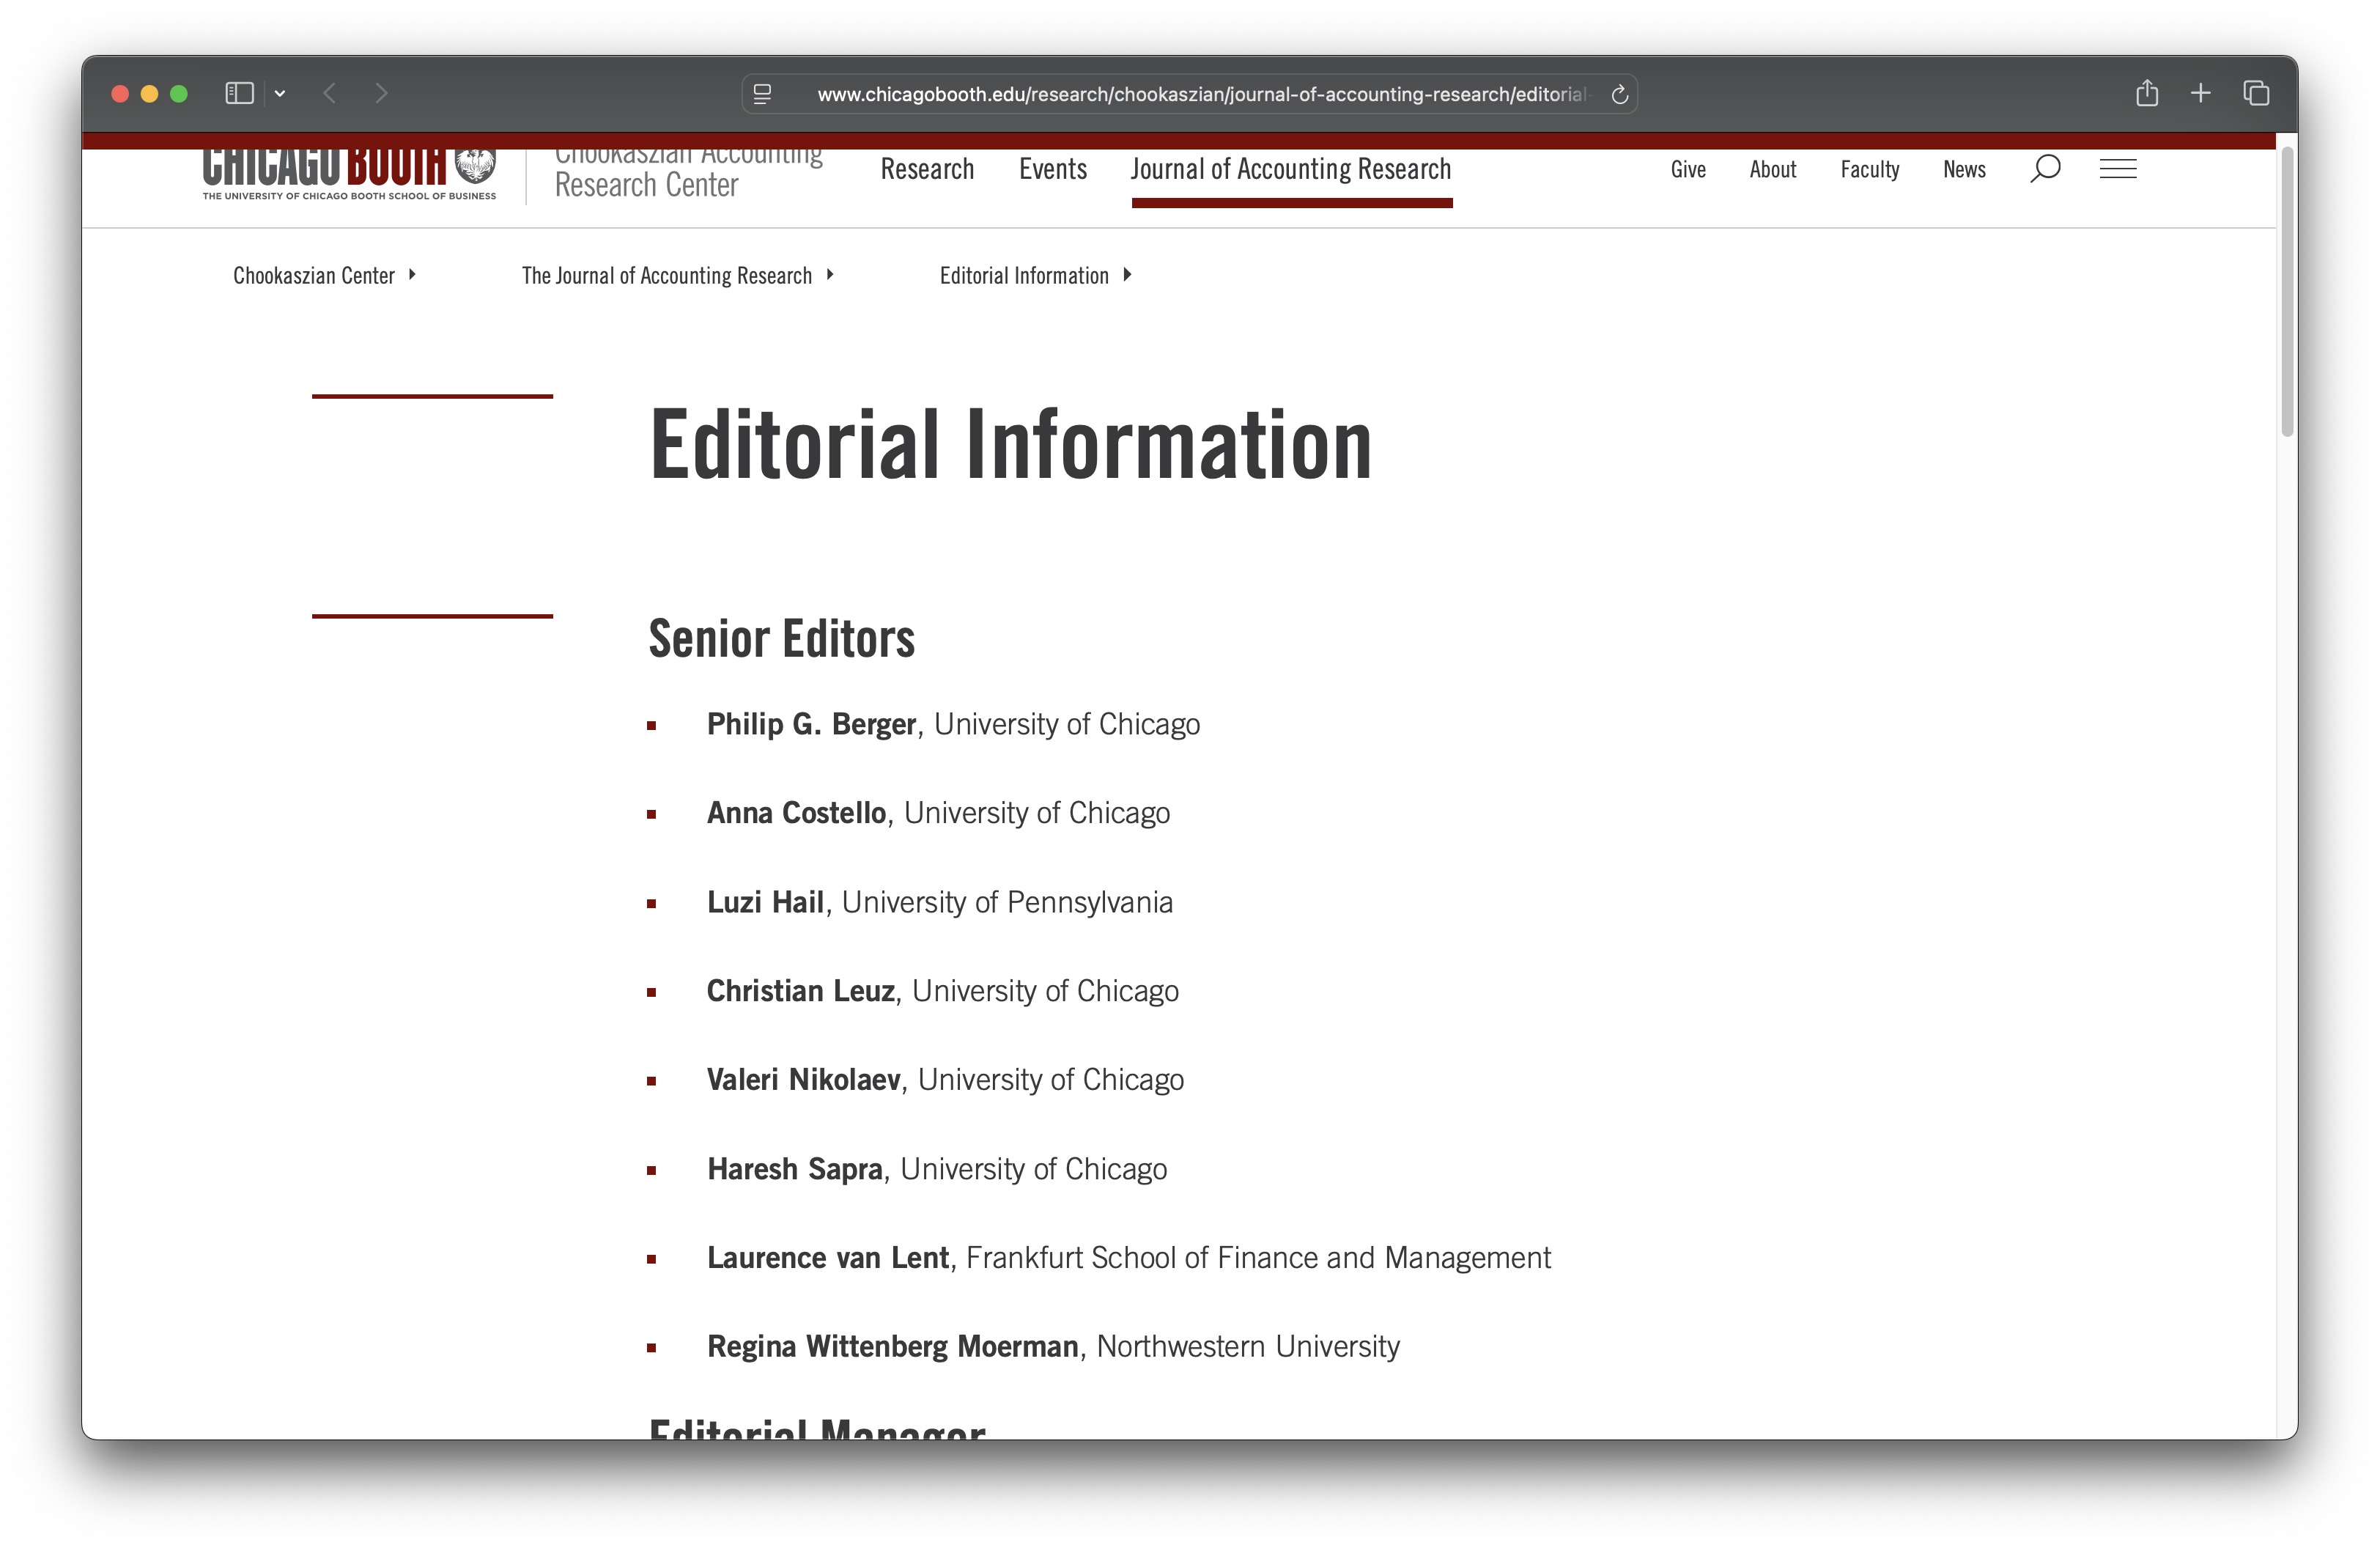 www.chicagobooth.edu/research/chookaszian/journal-of-accounting-research/editorial-
CHICAGO BOOTH
THE UNIVERSITY OF CHICAGO BOOTH SCHOOL OF BUSINESS
Chookaszian Accounting
Research Center
Research
Events
Journal of Accounting Research
Give
About
Faculty
News
Chookaszian Center
The Journal of Accounting Research
Editorial Information
Editorial Information
Senior Editors
Philip G. Berger, University of Chicago
Anna Costello, University of Chicago
Luzi Hail, University of Pennsylvania
Christian Leuz, University of Chicago
Valeri Nikolaev, University of Chicago
Haresh Sapra, University of Chicago
Laurence van Lent, Frankfurt School of Finance and Management
Regina Wittenberg Moerman, Northwestern University
Editorial Manager